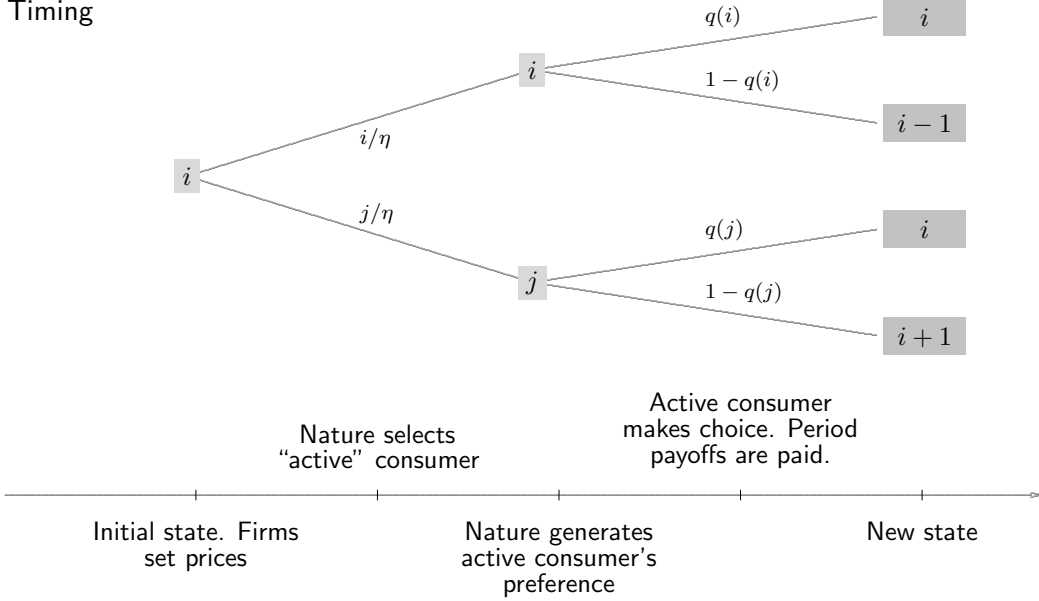 Timing
q(i)
i
i
1 − q(i)
i − 1
i/η
i
j/η
q(j)
i
j
1 − q(j)
i + 1
Active consumer
makes choice. Period
payoffs are paid.
Nature selects
“active” consumer
Initial state. Firms
set prices
Nature generates
active consumer's
preference
New state